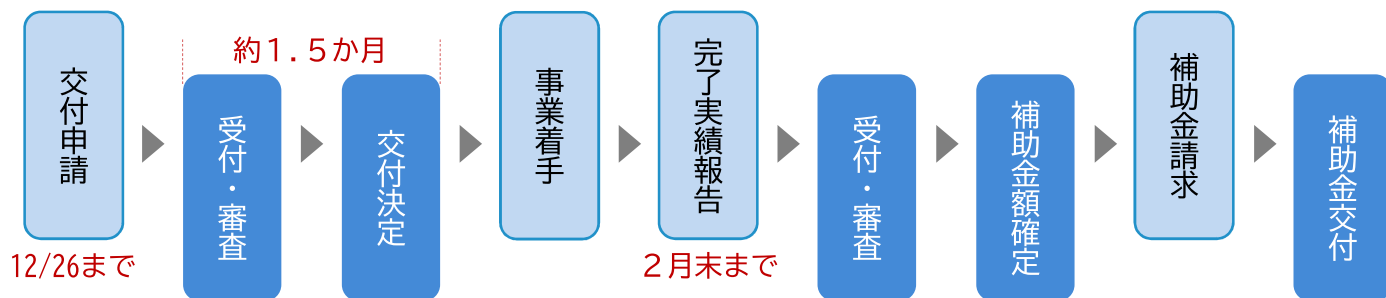 交付申請
12/26まで
約１.５か月
受付・審査
交付決定
事業着手
完了実績報告
２月末まで
受付・審査
補助金額確定
補助金請求
補助金交付